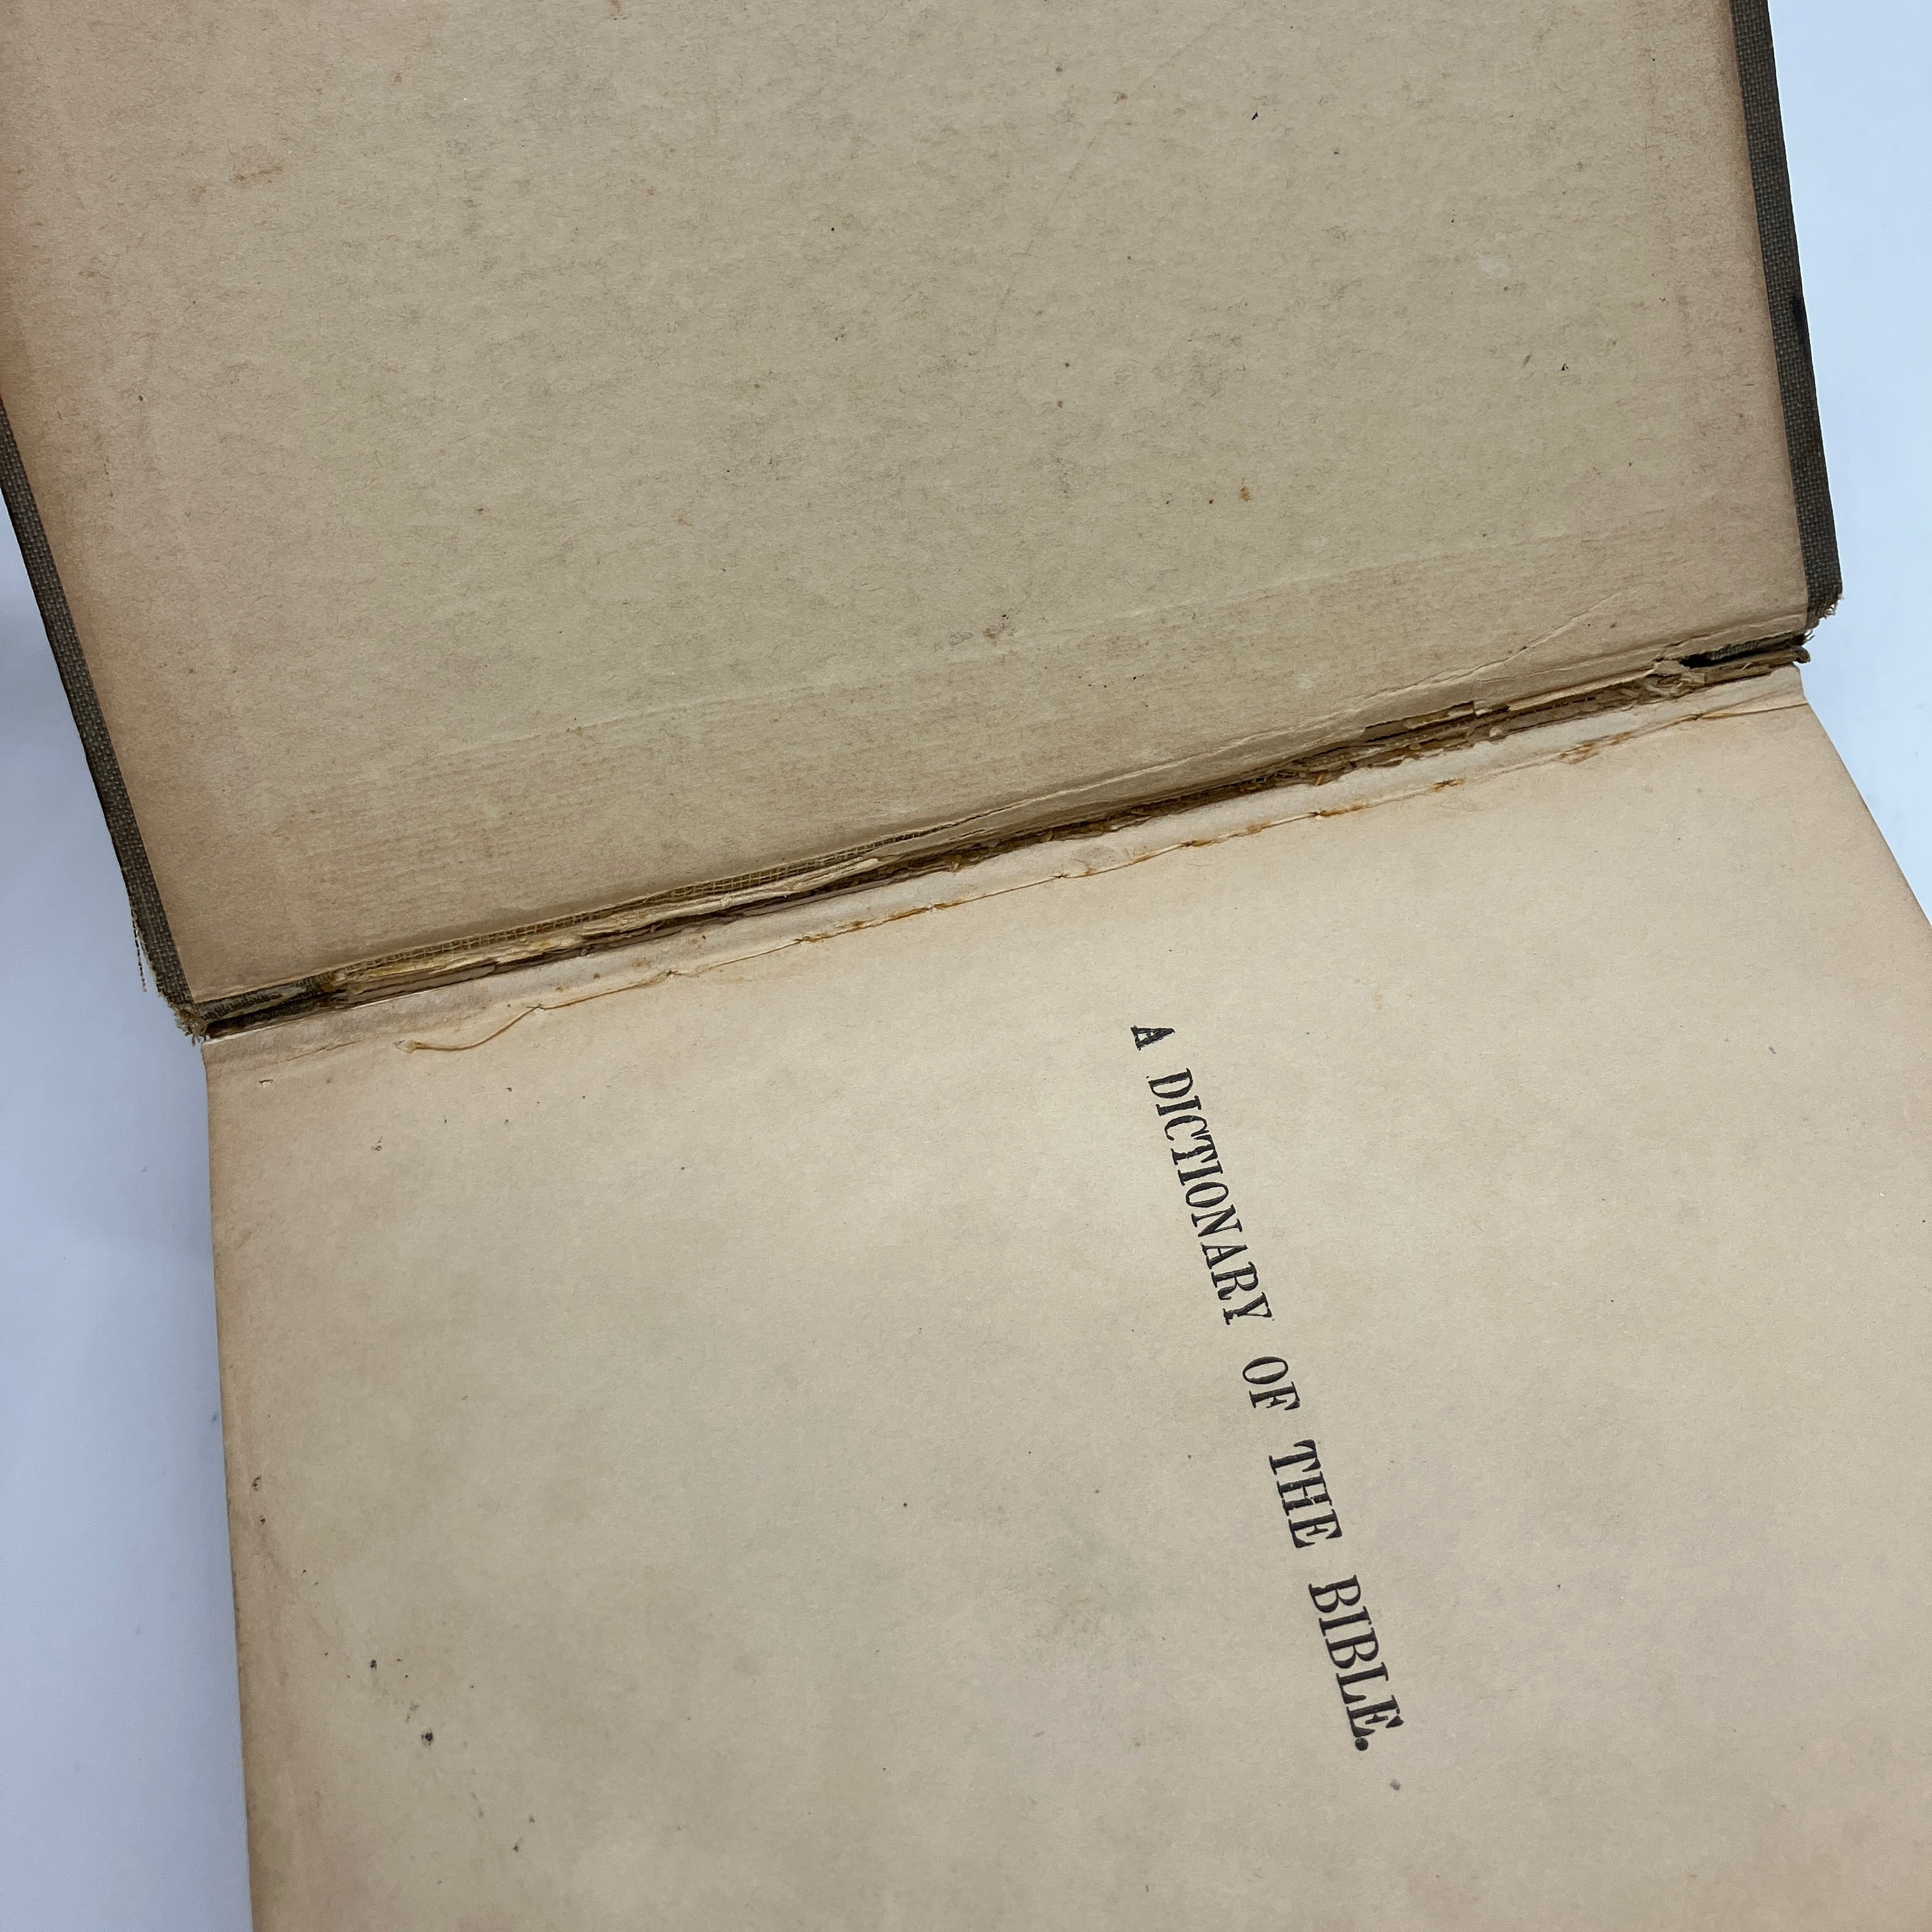 A DICTIONARY OF THE BIBLE.